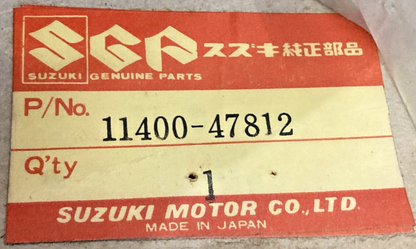 SGP スズキ純正部品
SUZUKI GENUINE PARTS
P/No. 11400-47812
Q'ty 1
SUZUKI MOTOR CO., LTD.
MADE IN JAPAN